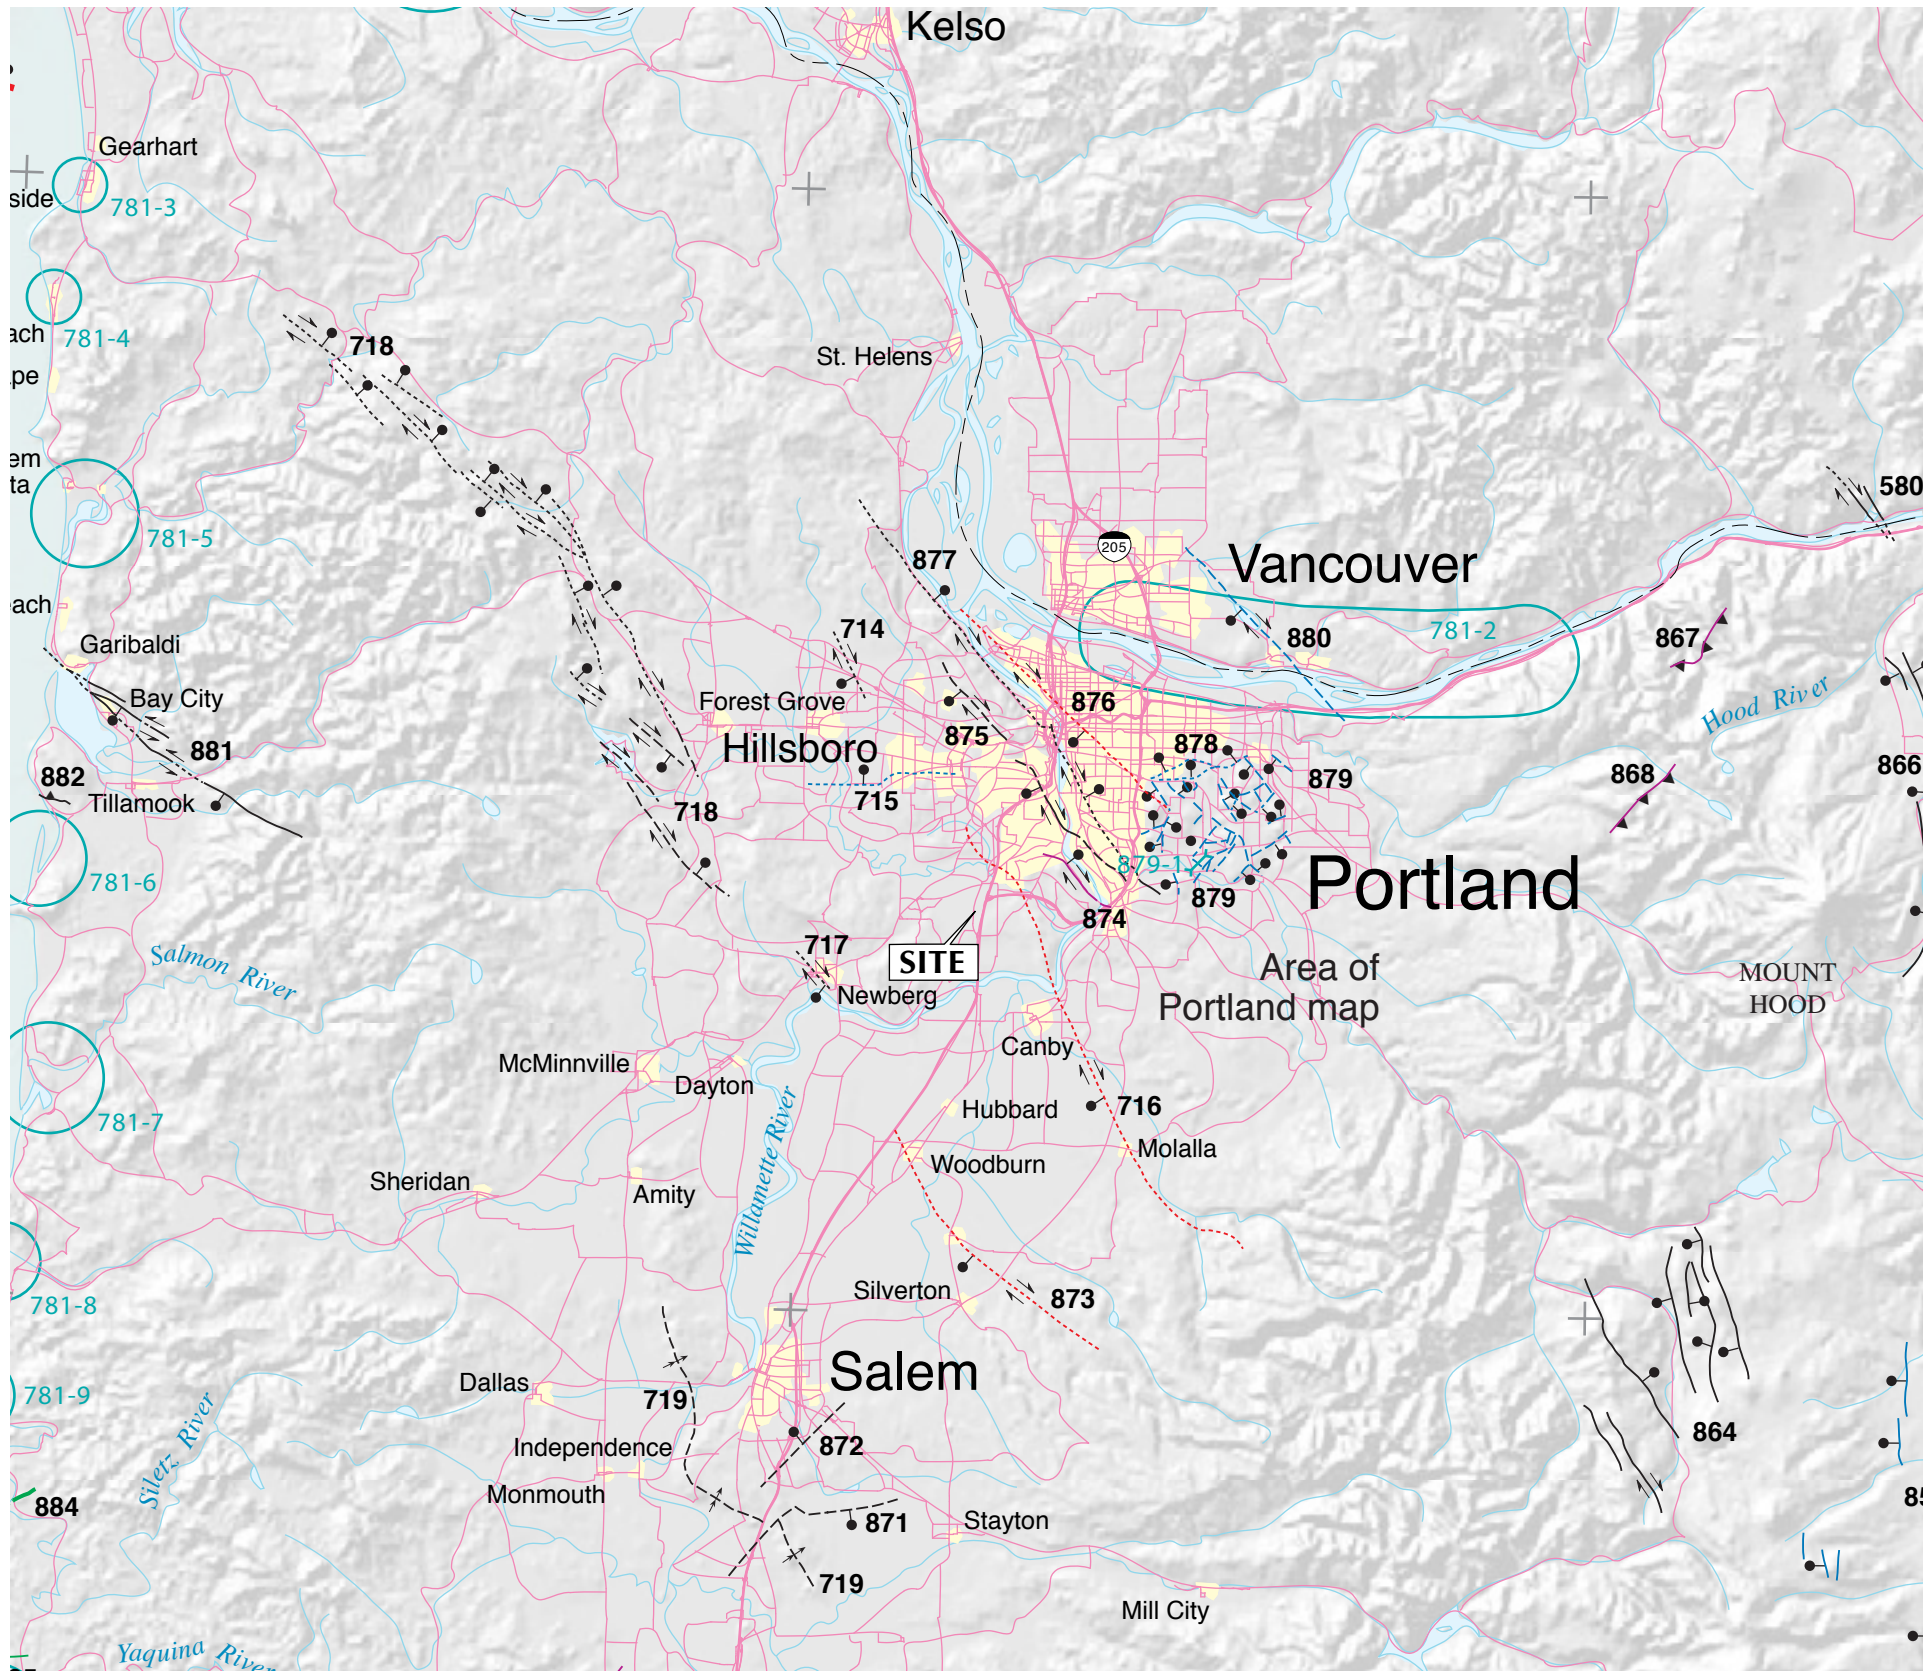 Kelso
Gearhart
side
781-3
ach
781-4
718
St. Helens
pe
em
ta
580
781-5
205
877
Vancouver
each
714
880
781-2
867
Garibaldi
Bay City
Forest Grove
876
Hood River
875
878
881
Hillsboro
882
715
879
868
866
Tillamook
718
879-1
Portland
781-6
879
874
717
SITE
Salmon River
Area of
Portland map
MOUNT
HOOD
Newberg
Canby
McMinnville
Dayton
Hubbard
716
781-7
Willamette River
Woodburn
Molalla
Sheridan
Amity
Silverton
873
781-8
Salem
Dallas
781-9
719
Siletz River
Independence
872
864
Monmouth
884
871
Stayton
719
Mill City
Yaquina River